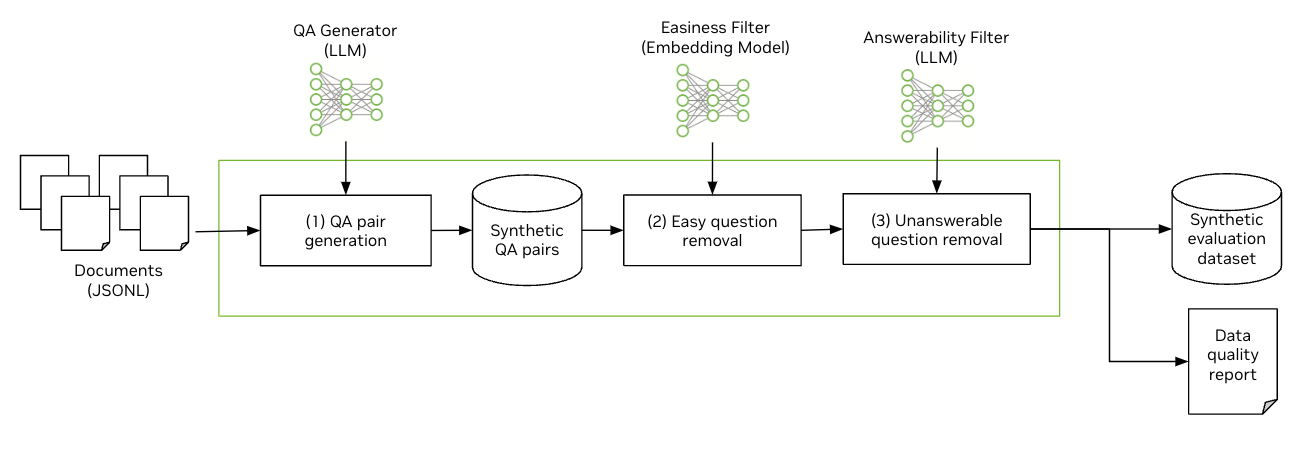 QA Generator
(LLM)
Easiness Filter
(Embedding Model)
Answerability Filter
(LLM)
Documents
(JSONL)
(1) QA pair
generation
Synthetic
QA pairs
(2) Easy question
removal
(3) Unanswerable
question removal
Synthetic
evaluation
dataset
Data
quality
report